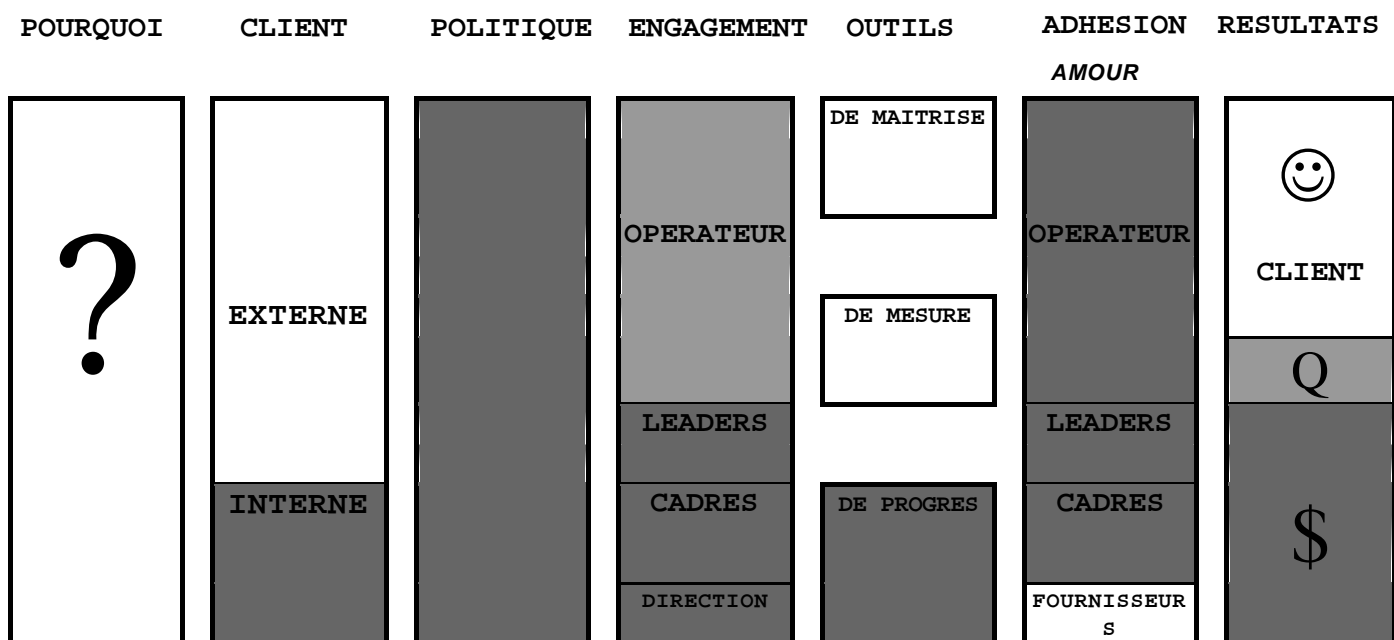 POURQUOI CLIENT POLITIQUE ENGAGEMENT OUTILS ADHESION RESULTATS
AMOUR
?
EXTERNE
INTERNE
OPERATEUR
LEADERS
CADRES
DIRECTION
DE MAITRISE
DE MESURE
DE PROGRES
OPERATEUR
LEADERS
CADRES
FOURNISSEUR
S
CLIENT
Q
$